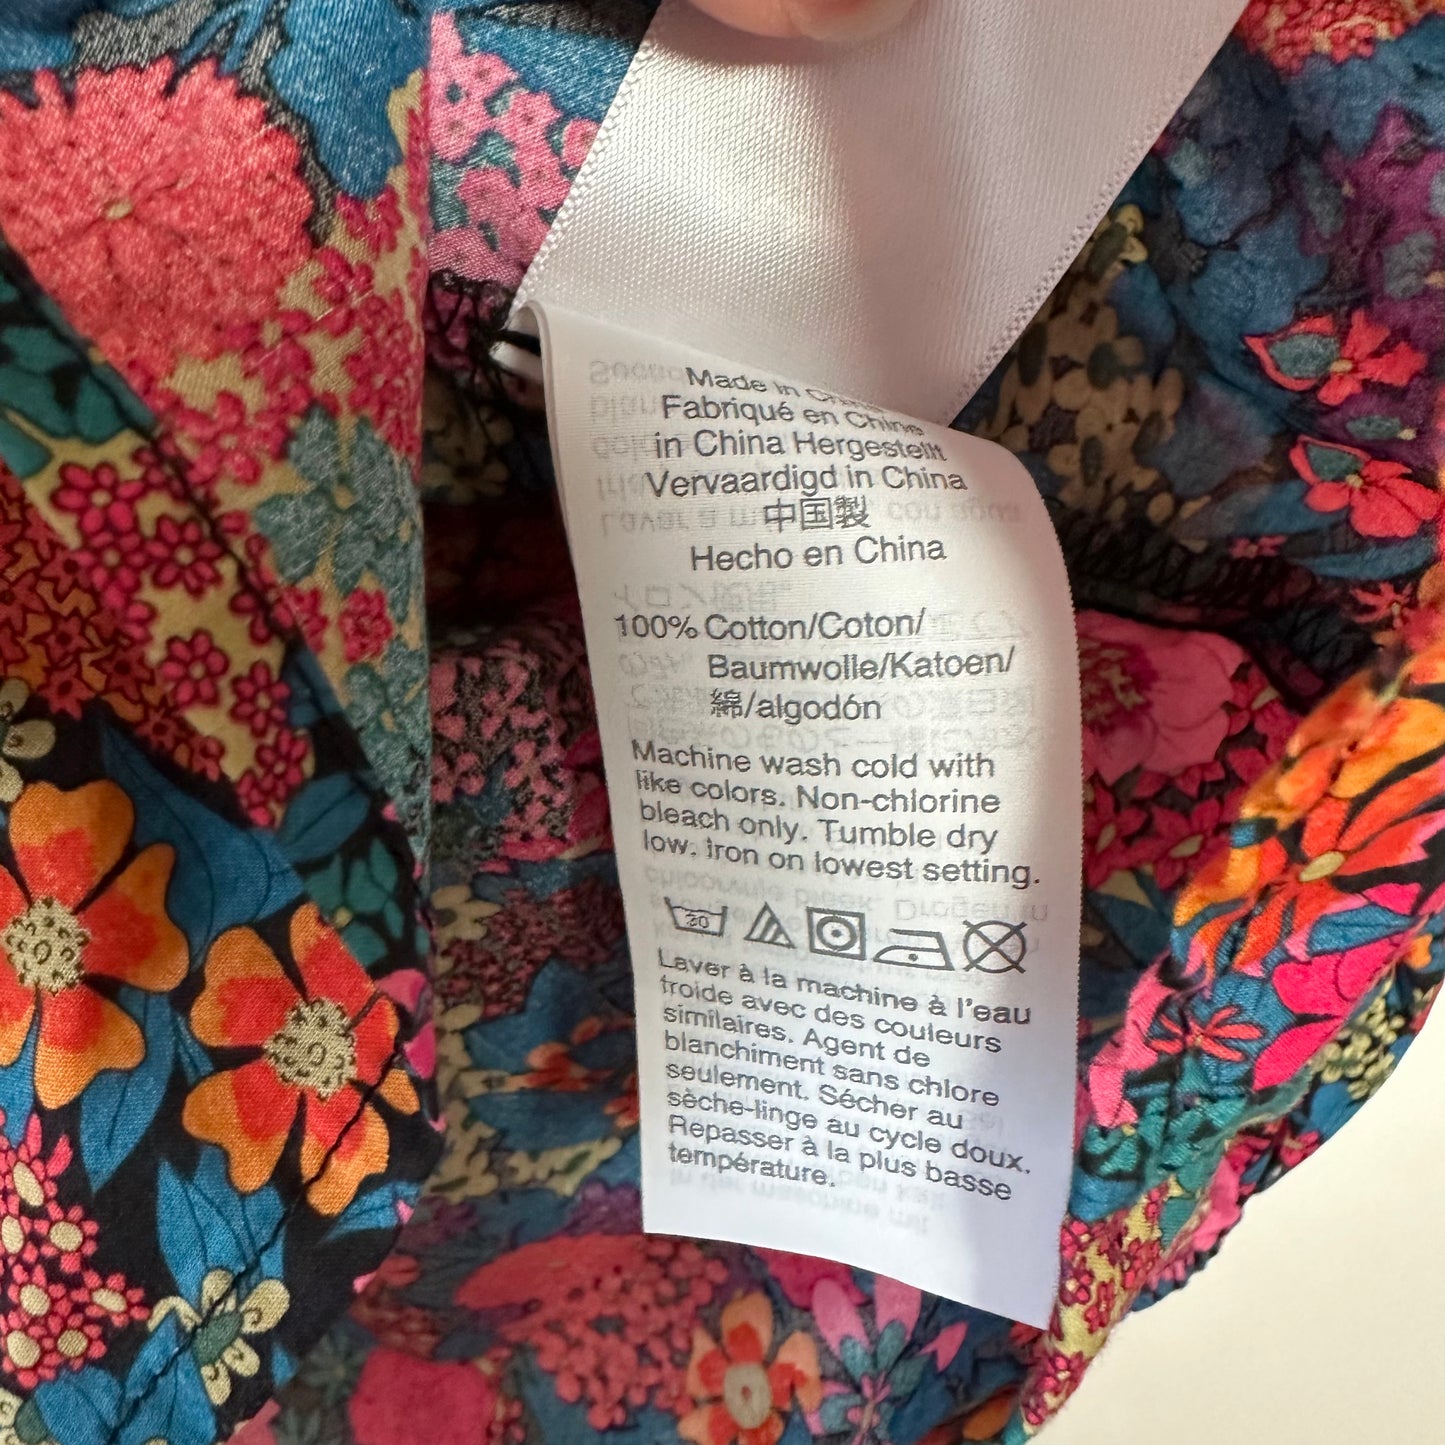 Made in China
Fabriqué en Chine
in China Hergestellt
Vervaardigd in China
中国製
Hecho en China
100% Cotton/Coton/
Baumwolle/Katoen/
綿/algodón
Machine wash cold with
like colors. Non-chlorine
bleach only. Tumble dry
low. Iron on lowest setting.
30
Laver à la machine à l'eau
froide avec des couleurs
similaires. Agent de
blanchiment sans chlore
seulement. Sécher au
sèche-linge au cycle doux.
Repasser à la plus basse
température.